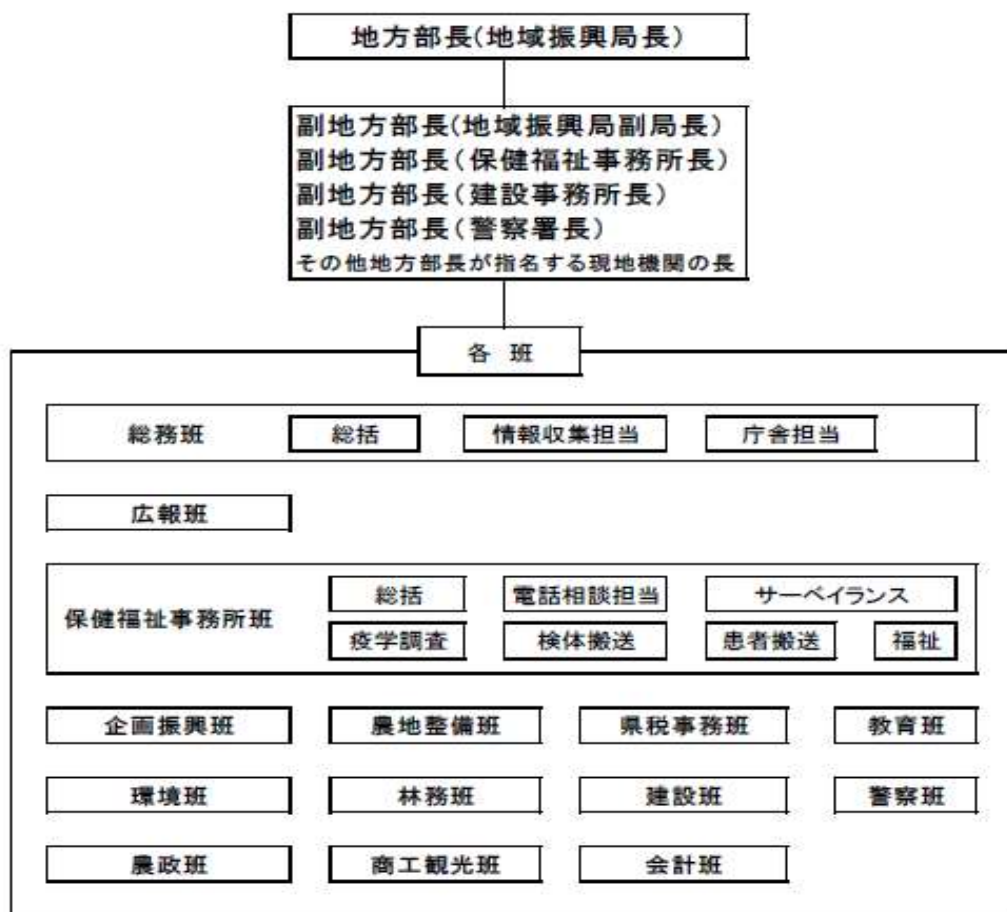 地方部長(地域振興局長)
副地方部長(地域振興局副局長)
副地方部長(保健福祉事務所長)
副地方部長(建設事務所長)
副地方部長(警察署長)
その他地方部長が指名する現地機関の長
各 班
総務班 総括 情報収集担当 庁舎担当
広報班
総括 電話相談担当 サーベイランス
保健福祉事務所班
疫学調査 検体搬送 患者搬送 福祉
企画振興班 農地整備班 県税事務班 教育班
環境班 林務班 建設班 警察班
農政班 商工観光班 会計班